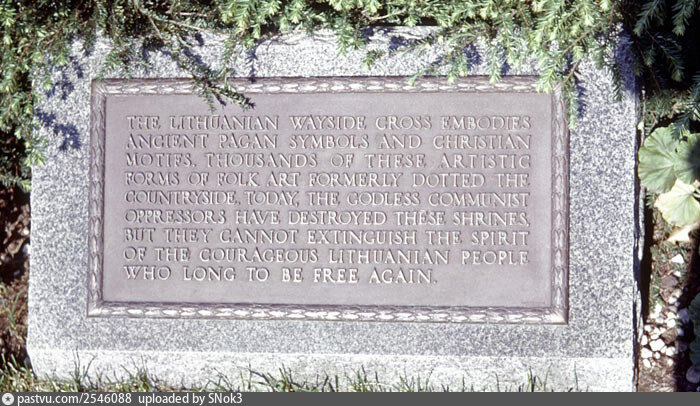 THE LITHUANIAN WAYSIDE CROSS EMBODIES
ANCIENT PAGAN SYMBOLS AND CHRISTIAN
MOTIFS. THOUSANDS OF THESE ARTISTIC
FORMS OF FOLK ART FORMERLY DOTTED THE
COUNTRYSIDE. TODAY, THE GODLESS COMMUNIST
OPPRESSORS HAVE DESTROYED THESE SHRINES.
BUT THEY CANNOT EXTINGUISH THE SPIRIT
OF THE COURAGEOUS LITHUANIAN PEOPLE
WHO LONG TO BE FREE AGAIN.
pastvu.com/2546088 uploaded by SNok3